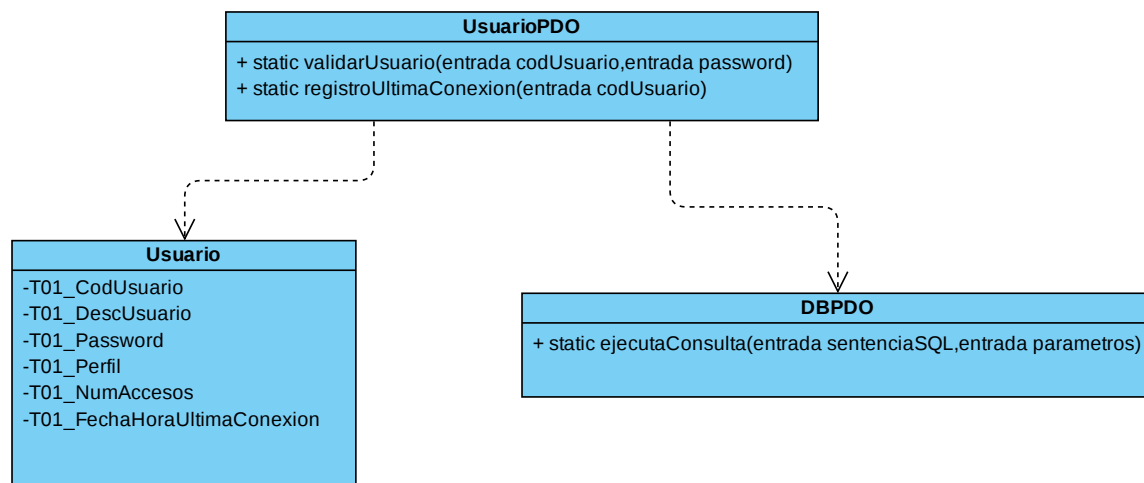 UsuarioPDO
+ static validarUsuario(entrada codUsuario,entrada password)
+ static registroUltimaConexion(entrada codUsuario)
Usuario
-T01_CodUsuario
-T01_DescUsuario
-T01_Password
-T01_Perfil
-T01_NumAccesos
-T01_FechaHoraUltimaConexion
DBPDO
+ static ejecutaConsulta(entrada sentenciaSQL,entrada parametros)